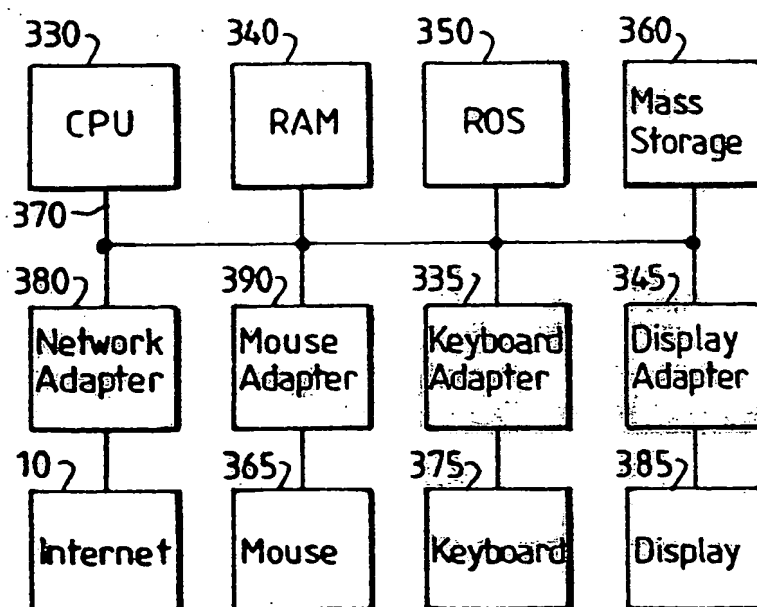 330 340 350 360
CPU RAM ROS Mass
Storage
370
380 390 335 345
Network Mouse Keyboard Display
Adapter Adapter Adapter Adapter
10 365 375 385
Internet Mouse Keyboard Display